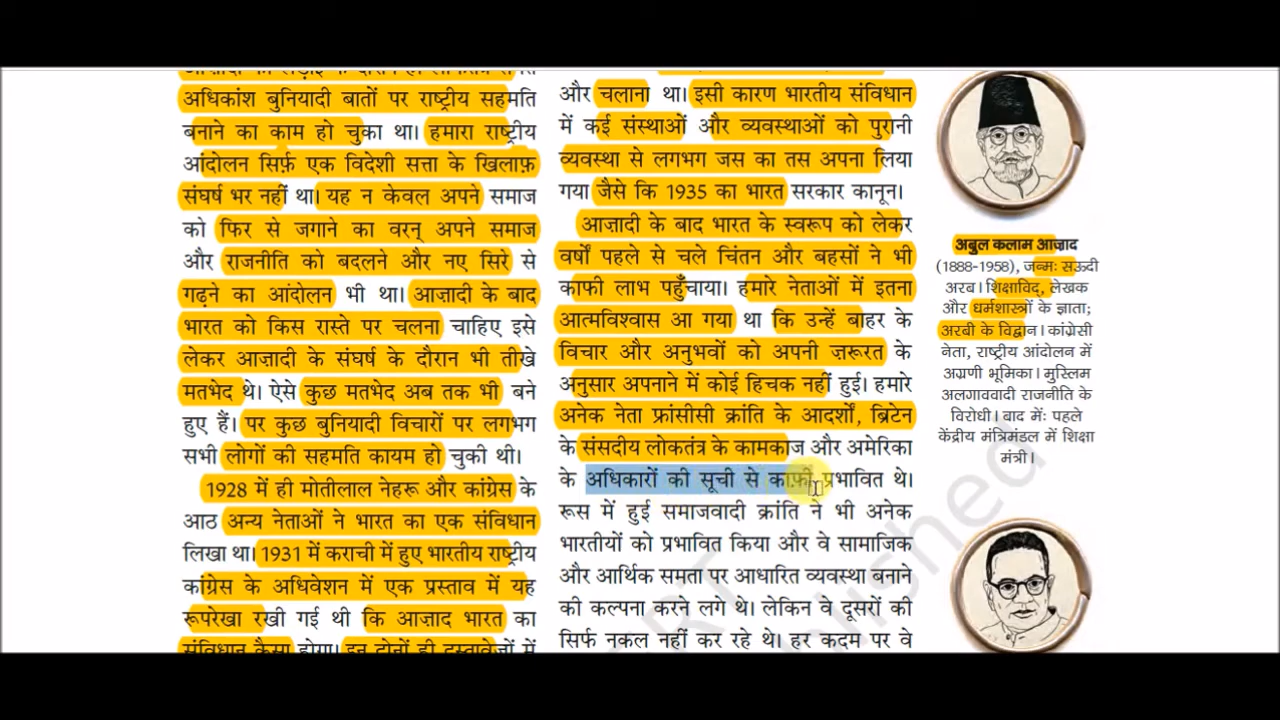 अधिकांश बुनियादी बातों पर राष्ट्रीय सहमति
बनाने का काम हो चुका था। हमारा राष्ट्रीय
आंदोलन सिर्फ़ एक विदेशी सत्ता के खिलाफ़
संघर्ष भर नहीं था। यह न केवल अपने समाज
को फिर से जगाने का वरन् अपने समाज
और राजनीति को बदलने और नए सिरे से
गढ़ने का आंदोलन भी था। आज़ादी के बाद
भारत को किस रास्ते पर चलना चाहिए इसे
लेकर आज़ादी के संघर्ष के दौरान भी तीखे
मतभेद थे। ऐसे कुछ मतभेद अब तक भी बने
हुए हैं। पर कुछ बुनियादी विचारों पर लगभग
सभी लोगों की सहमति कायम हो चुकी थी।
1928 में ही मोतीलाल नेहरू और कांग्रेस के
आठ अन्य नेताओं ने भारत का एक संविधान
लिखा था। 1931 में कराची में हुए भारतीय राष्ट्रीय
कांग्रेस के अधिवेशन में एक प्रस्ताव में यह
रूपरेखा रखी गई थी कि आज़ाद भारत का
संविधान कैसा होगा। इन दोनों ही दस्तावेज़ों में
और चलाना था। इसी कारण भारतीय संविधान
में कई संस्थाओं और व्यवस्थाओं को पुरानी
व्यवस्था से लगभग जस का तस अपना लिया
गया जैसे कि 1935 का भारत सरकार कानून।
आज़ादी के बाद भारत के स्वरूप को लेकर
वर्षों पहले से चले चिंतन और बहसों ने भी
काफी लाभ पहुँचाया। हमारे नेताओं में इतना
आत्मविश्वास आ गया था कि उन्हें बाहर के
विचार और अनुभवों को अपनी ज़रूरत के
अनुसार अपनाने में कोई हिचक नहीं हुई। हमारे
अनेक नेता फ्रांसीसी क्रांति के आदर्शों, ब्रिटेन
के संसदीय लोकतंत्र के कामकाज और अमेरिका
के अधिकारों की सूची से काफ़ी प्रभावित थे।
रूस में हुई समाजवादी क्रांति ने भी अनेक
भारतीयों को प्रभावित किया और वे सामाजिक
और आर्थिक समता पर आधारित व्यवस्था बनाने
की कल्पना करने लगे थे। लेकिन वे दूसरों की
सिर्फ नकल नहीं कर रहे थे। हर कदम पर वे
अबुल कलाम आज़ाद
(1888-1958), जन्मः सऊदी
अरब। शिक्षाविद्, लेखक
और धर्मशास्त्रों के ज्ञाता;
अरबी के विद्वान। कांग्रेसी
नेता, राष्ट्रीय आंदोलन में
अग्रणी भूमिका। मुस्लिम
अलगाववादी राजनीति के
विरोधी। बाद मेंः पहले
केंद्रीय मंत्रिमंडल में शिक्षा
मंत्री।